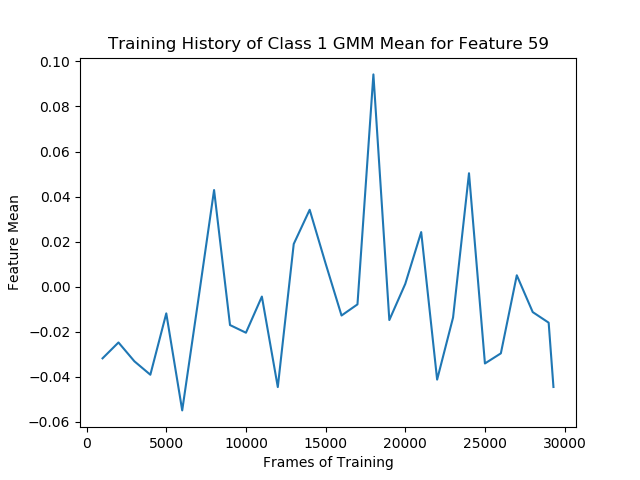 Training History of Class 1 GMM Mean for Feature 59
0.10
0.08
0.06
0.04
0.02
0.00
−0.02
−0.04
−0.06
Feature Mean
0 5000 10000 15000 20000 25000 30000
Frames of Training